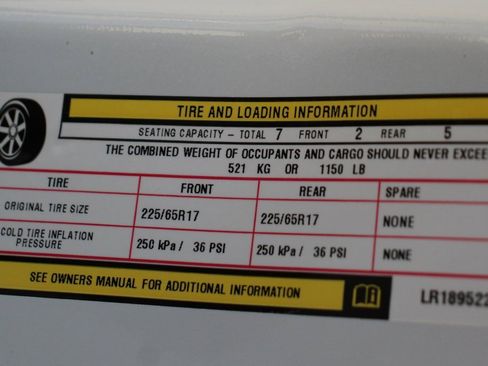 TIRE AND LOADING INFORMATION
SEATING CAPACITY – TOTAL 7 FRONT 2 REAR 5
THE COMBINED WEIGHT OF OCCUPANTS AND CARGO SHOULD NEVER EXCEE
521 KG OR 1150 LB
TIRE FRONT REAR SPARE
ORIGINAL TIRE SIZE 225/65R17 225/65R17 NONE
COLD TIRE INFLATION PRESSURE 250 kPa / 36 PSI 250 kPa / 36 PSI NONE
SEE OWNERS MANUAL FOR ADDITIONAL INFORMATION
LR189522